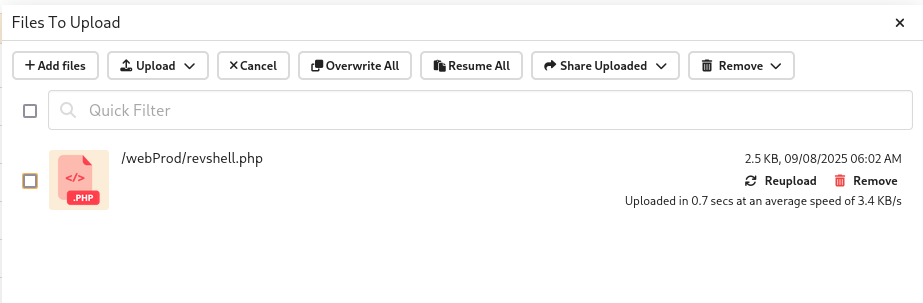 Files To Upload ×
+ Add files Upload × Cancel Overwrite All Resume All Share Uploaded Remove
Quick Filter
/webProd/revshell.php 2.5 KB, 09/08/2025 06:02 AM
</> .PHP Reupload Remove
Uploaded in 0.7 secs at an average speed of 3.4 KB/s